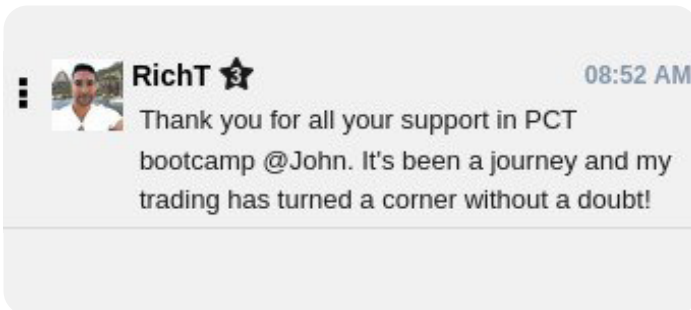 RichT 3 08:52 AM
Thank you for all your support in PCT
bootcamp @John. It's been a journey and my
trading has turned a corner without a doubt!